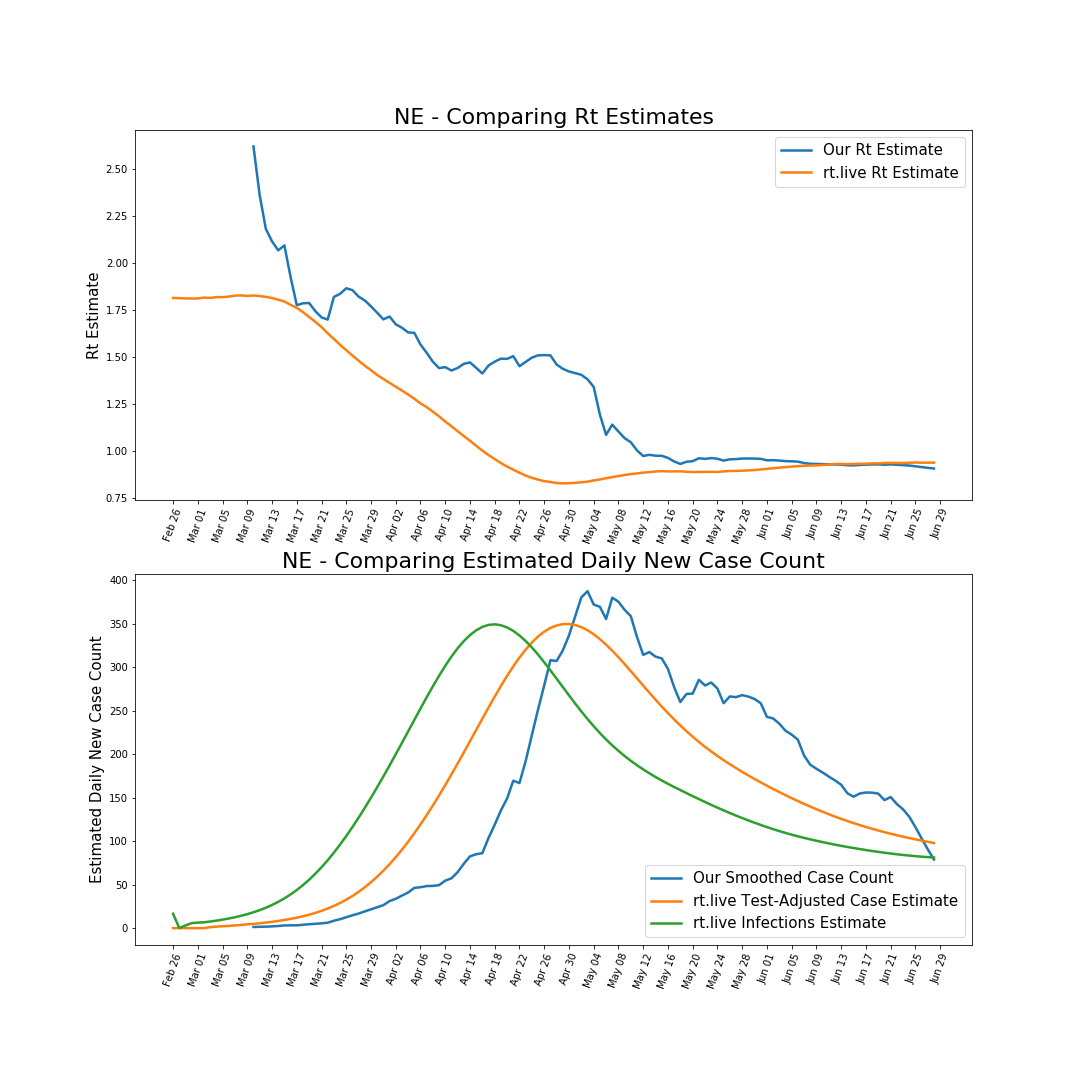 NE - Comparing Rt Estimates
Our Rt Estimate
rt.live Rt Estimate
Rt Estimate
2.50
2.25
2.00
1.75
1.50
1.25
1.00
0.75
Feb 26 Mar 01 Mar 05 Mar 09 Mar 13 Mar 17 Mar 21 Mar 25 Mar 29 Apr 02 Apr 06 Apr 10 Apr 14 Apr 18 Apr 22 Apr 26 Apr 30 May 04 May 08 May 12 May 16 May 20 May 24 May 28 Jun 01 Jun 05 Jun 09 Jun 13 Jun 17 Jun 21 Jun 25 Jun 29
NE - Comparing Estimated Daily New Case Count
Estimated Daily New Case Count
400
350
300
250
200
150
100
50
0
Our Smoothed Case Count
rt.live Test-Adjusted Case Estimate
rt.live Infections Estimate
Feb 26 Mar 01 Mar 05 Mar 09 Mar 13 Mar 17 Mar 21 Mar 25 Mar 29 Apr 02 Apr 06 Apr 10 Apr 14 Apr 18 Apr 22 Apr 26 Apr 30 May 04 May 08 May 12 May 16 May 20 May 24 May 28 Jun 01 Jun 05 Jun 09 Jun 13 Jun 17 Jun 21 Jun 25 Jun 29